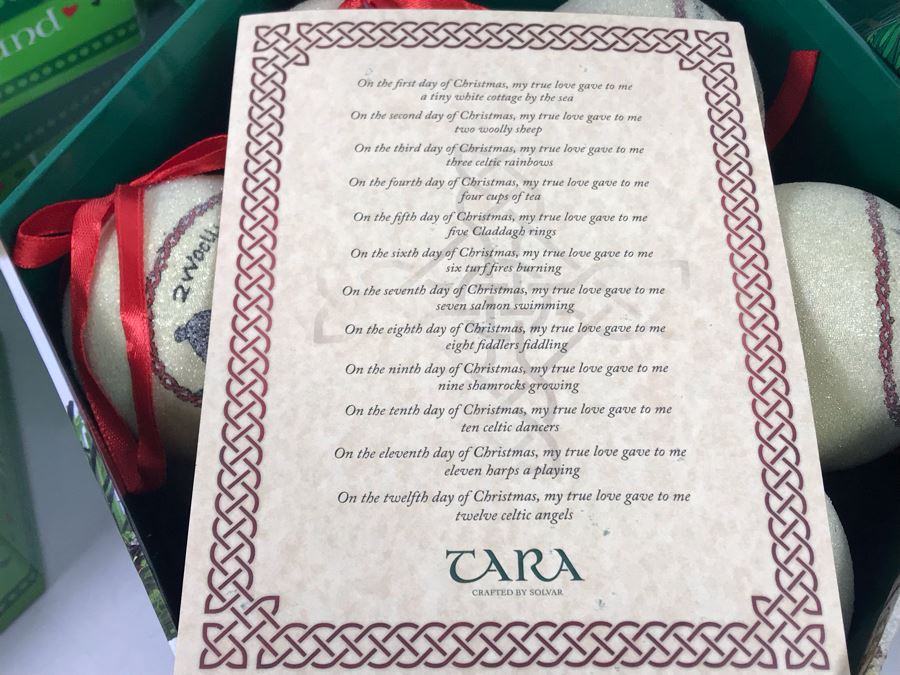 and
On the first day of Christmas, my true love gave to me
a tiny white cottage by the sea
On the second day of Christmas, my true love gave to me
two woolly sheep
On the third day of Christmas, my true love gave to me
three celtic rainbows
On the fourth day of Christmas, my true love gave to me
four cups of tea
On the fifth day of Christmas, my true love gave to me
five Claddagh rings
On the sixth day of Christmas, my true love gave to me
six turf fires burning
On the seventh day of Christmas, my true love gave to me
seven salmon swimming
On the eighth day of Christmas, my true love gave to me
eight fiddlers fiddling
On the ninth day of Christmas, my true love gave to me
nine shamrocks growing
On the tenth day of Christmas, my true love gave to me
ten celtic dancers
On the eleventh day of Christmas, my true love gave to me
eleven harps a playing
On the twelfth day of Christmas, my true love gave to me
twelve celtic angels
TARA
CRAFTED BY SOLVAR
2 Wooll